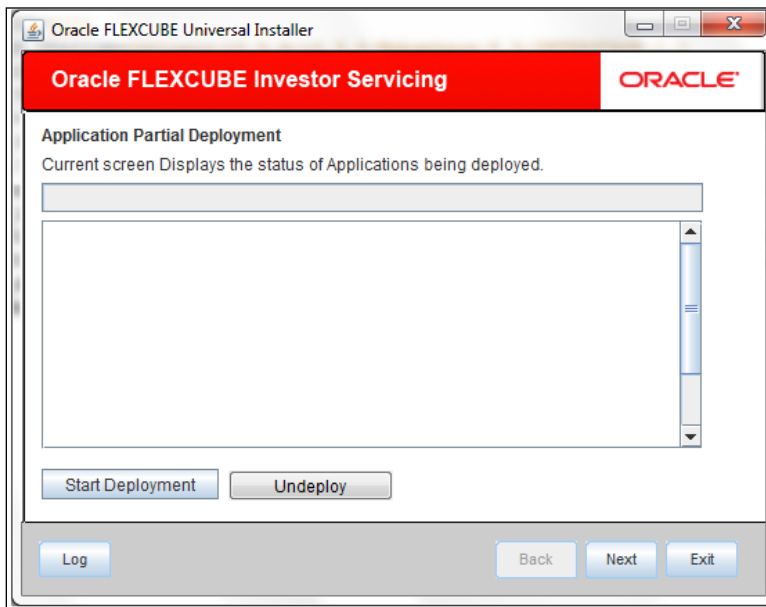 Oracle FLEXCUBE Universal Installer
Oracle FLEXCUBE Investor Servicing
ORACLE
Application Partial Deployment
Current screen Displays the status of Applications being deployed.
Start Deployment Undeploy
Log Back Next Exit